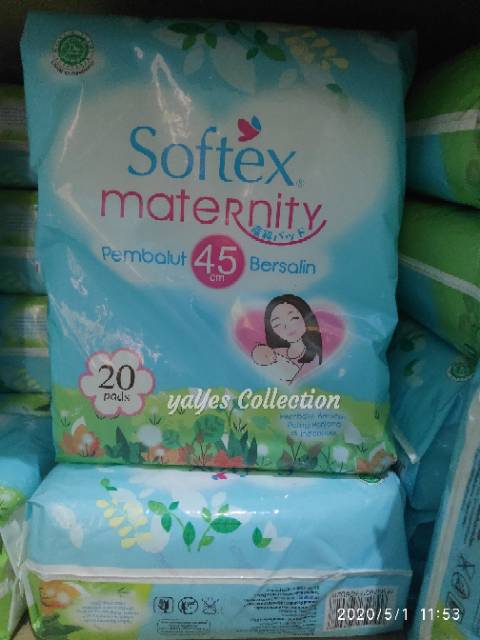 Softex®
maternity
産褥パッド
Pembalut 45 cm Bersalin
20
pads
yaYes Collection
2020/5/1 11:53